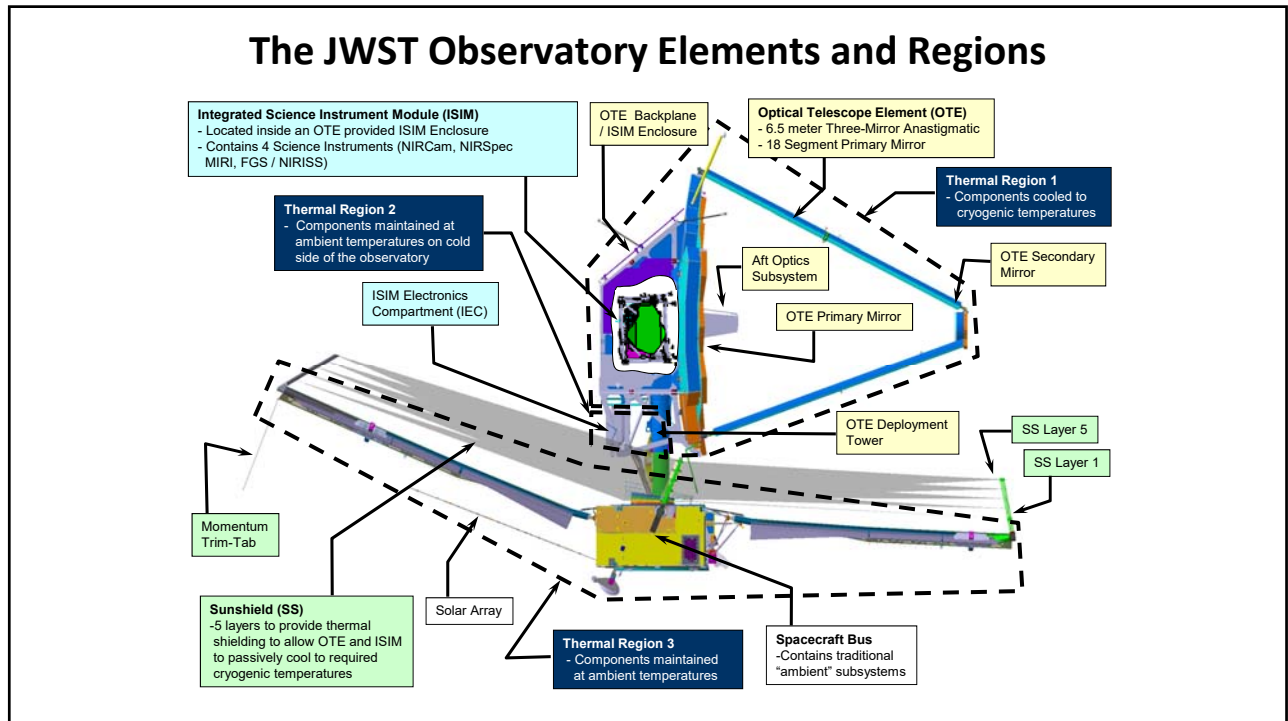 The JWST Observatory Elements and Regions
Integrated Science Instrument Module (ISIM)
- Located inside an OTE provided ISIM Enclosure
- Contains 4 Science Instruments (NIRCam, NIRSpec
MIRI, FGS / NIRISS)
OTE Backplane
/ ISIM Enclosure
Optical Telescope Element (OTE)
- 6.5 meter Three-Mirror Anastigmatic
- 18 Segment Primary Mirror
Thermal Region 1
- Components cooled to
cryogenic temperatures
Thermal Region 2
- Components maintained at
ambient temperatures on cold
side of the observatory
Aft Optics
Subsystem
OTE Secondary
Mirror
ISIM Electronics
Compartment (IEC)
OTE Primary Mirror
OTE Deployment
Tower
SS Layer 5
SS Layer 1
Momentum
Trim-Tab
Sunshield (SS)
-5 layers to provide thermal
shielding to allow OTE and ISIM
to passively cool to required
cryogenic temperatures
Solar Array
Thermal Region 3
- Components maintained
at ambient temperatures
Spacecraft Bus
-Contains traditional
“ambient” subsystems